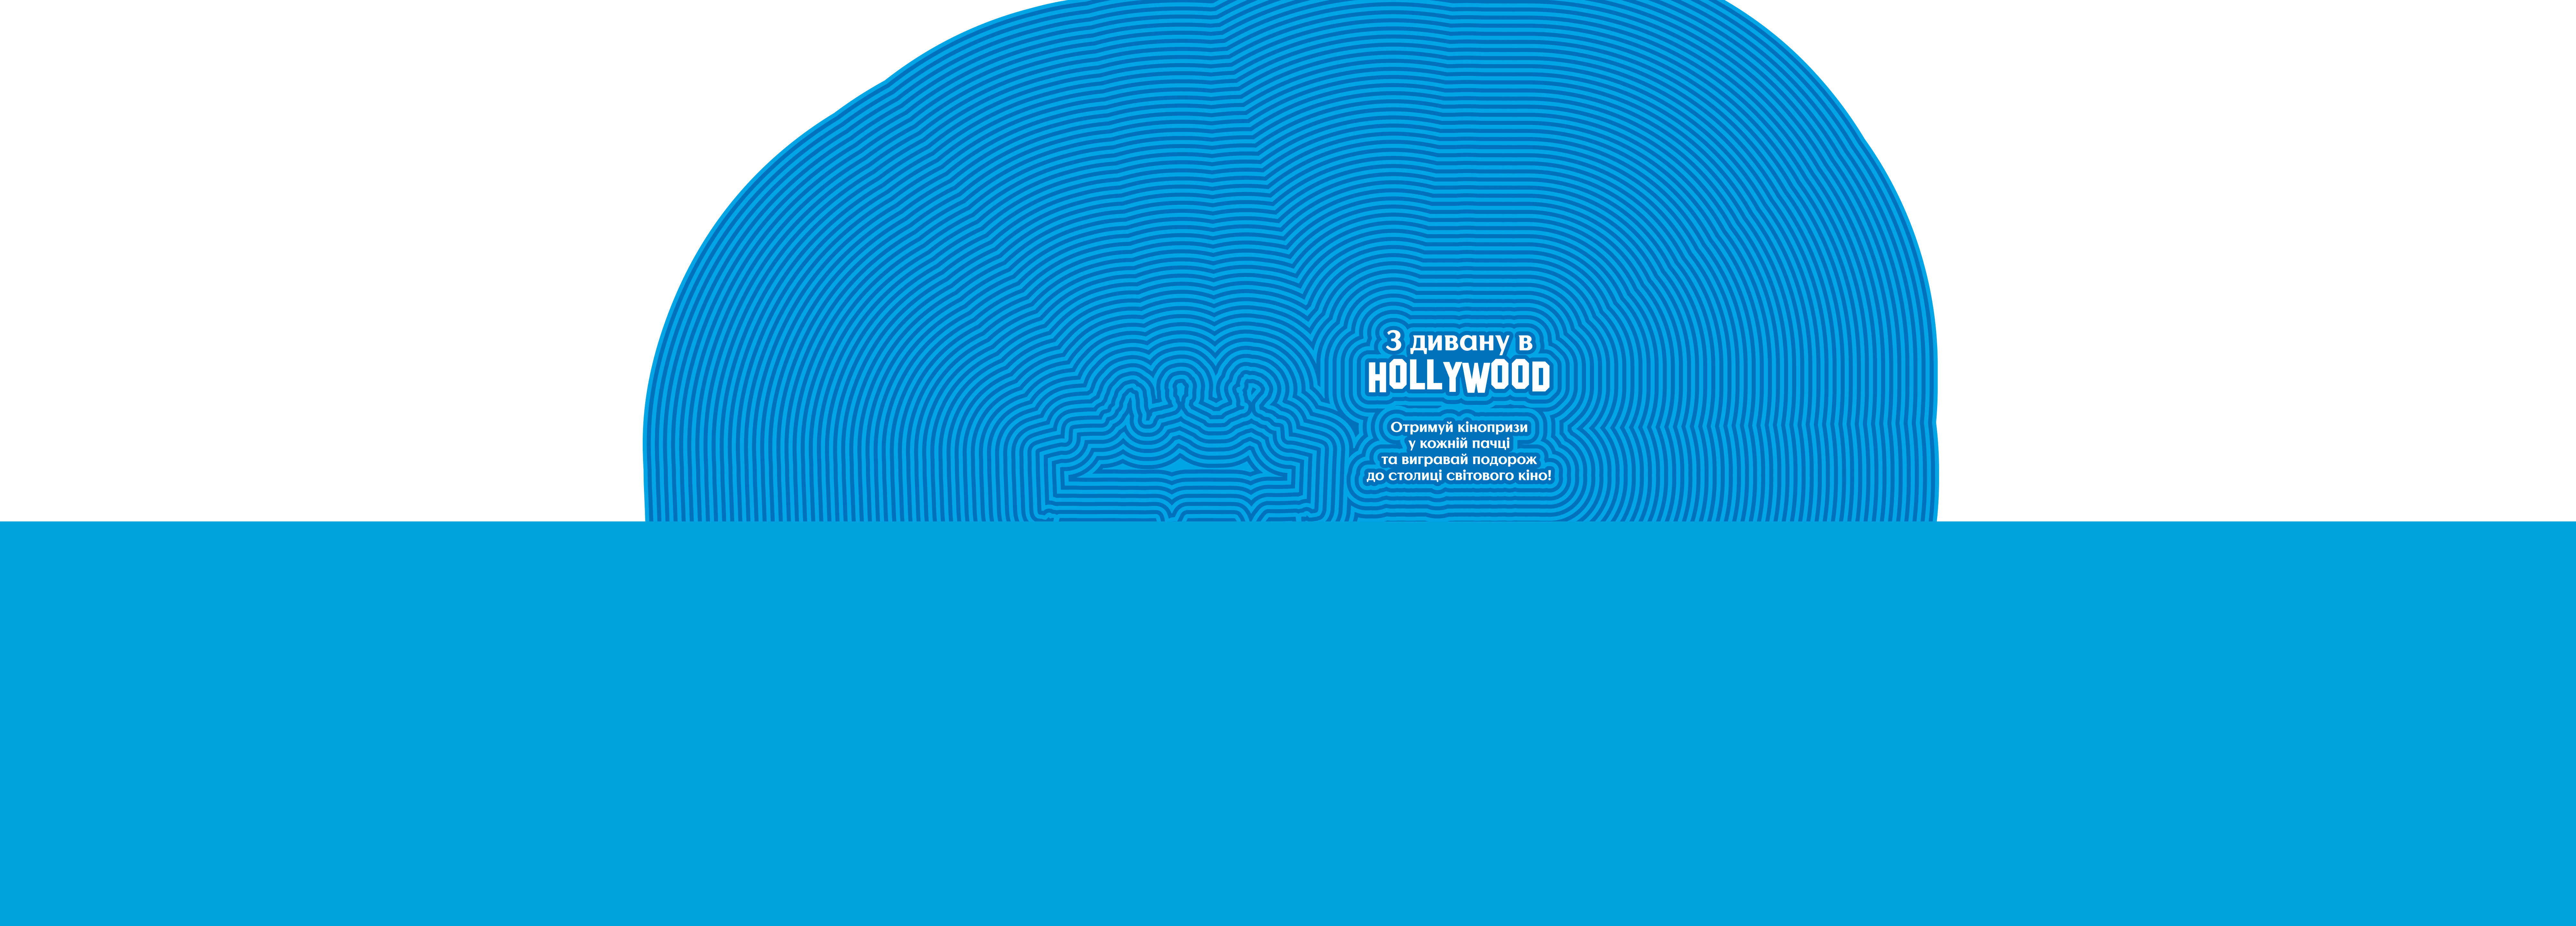 З дивану в
HOLLYWOOD
Отримуй кінопризи
у кожній пачці
та вигравай подорож
до столиці світового кіно!